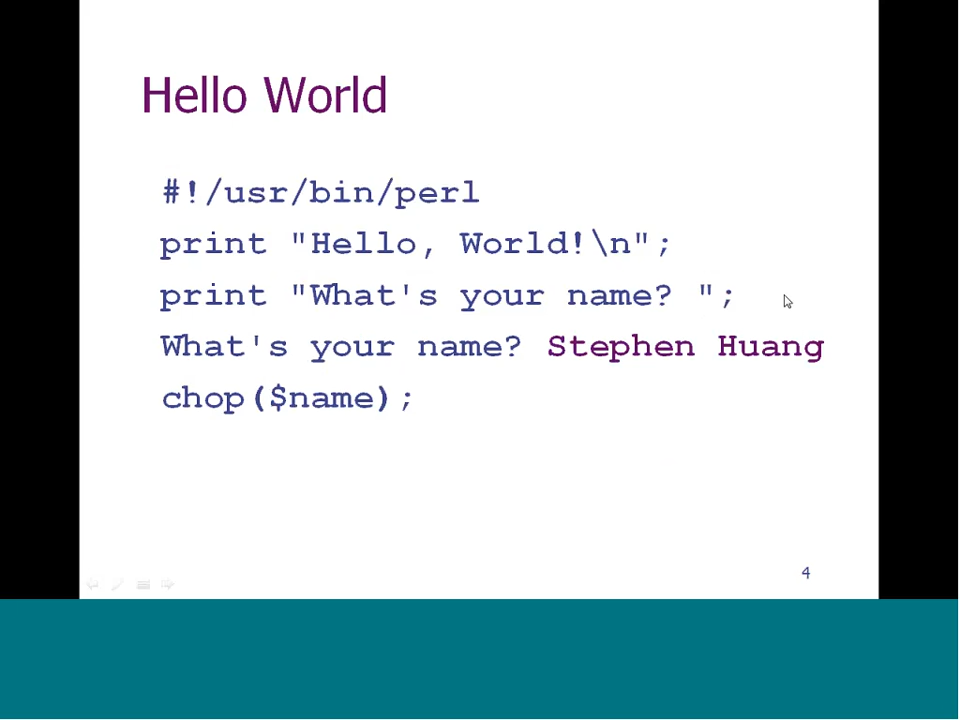 Hello World
#!/usr/bin/perl
print "Hello, World!\n";
print "What's your name? ";
What's your name? Stephen Huang
chop($name);
4